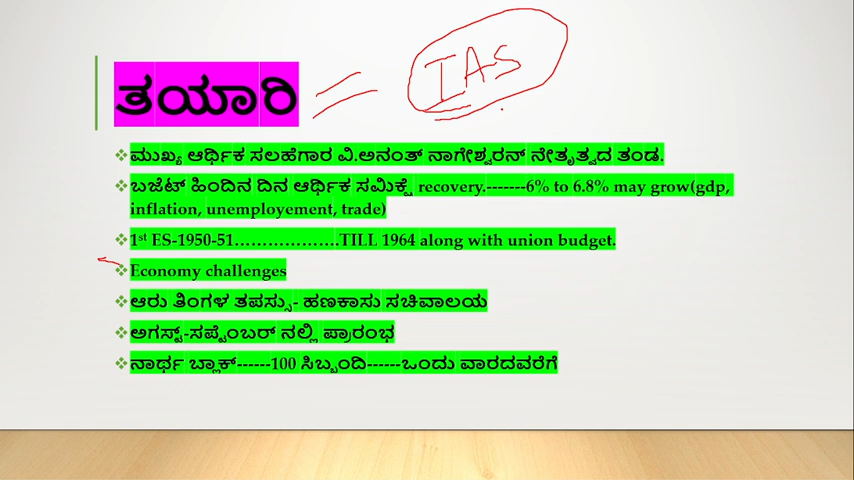 ತಯಾರಿ = IAS
ಮುಖ್ಯ ಆರ್ಥಿಕ ಸಲಹೆಗಾರ ವಿ.ಅನಂತ್ ನಾಗೇಶ್ವರನ್ ನೇತೃತ್ವದ ತಂಡ.
ಬಜೆಟ್ ಹಿಂದಿನ ದಿನ ಆರ್ಥಿಕ ಸಮಿಕ್ಷೆ recovery.-------6% to 6.8% may grow(gdp,
inflation, unemployement, trade)
1st ES-1950-51………………..TILL 1964 along with union budget.
Economy challenges
ಆರು ತಿಂಗಳ ತಪಸ್ಸು- ಹಣಕಾಸು ಸಚಿವಾಲಯ
ಅಗಸ್ಟ್-ಸಪ್ಟೆಂಬರ್ ನಲ್ಲಿ ಪ್ರಾರಂಭ
ನಾರ್ಥ ಬ್ಲಾಕ್------100 ಸಿಬ್ಬಂದಿ------ಒಂದು ವಾರದವರೆಗೆ